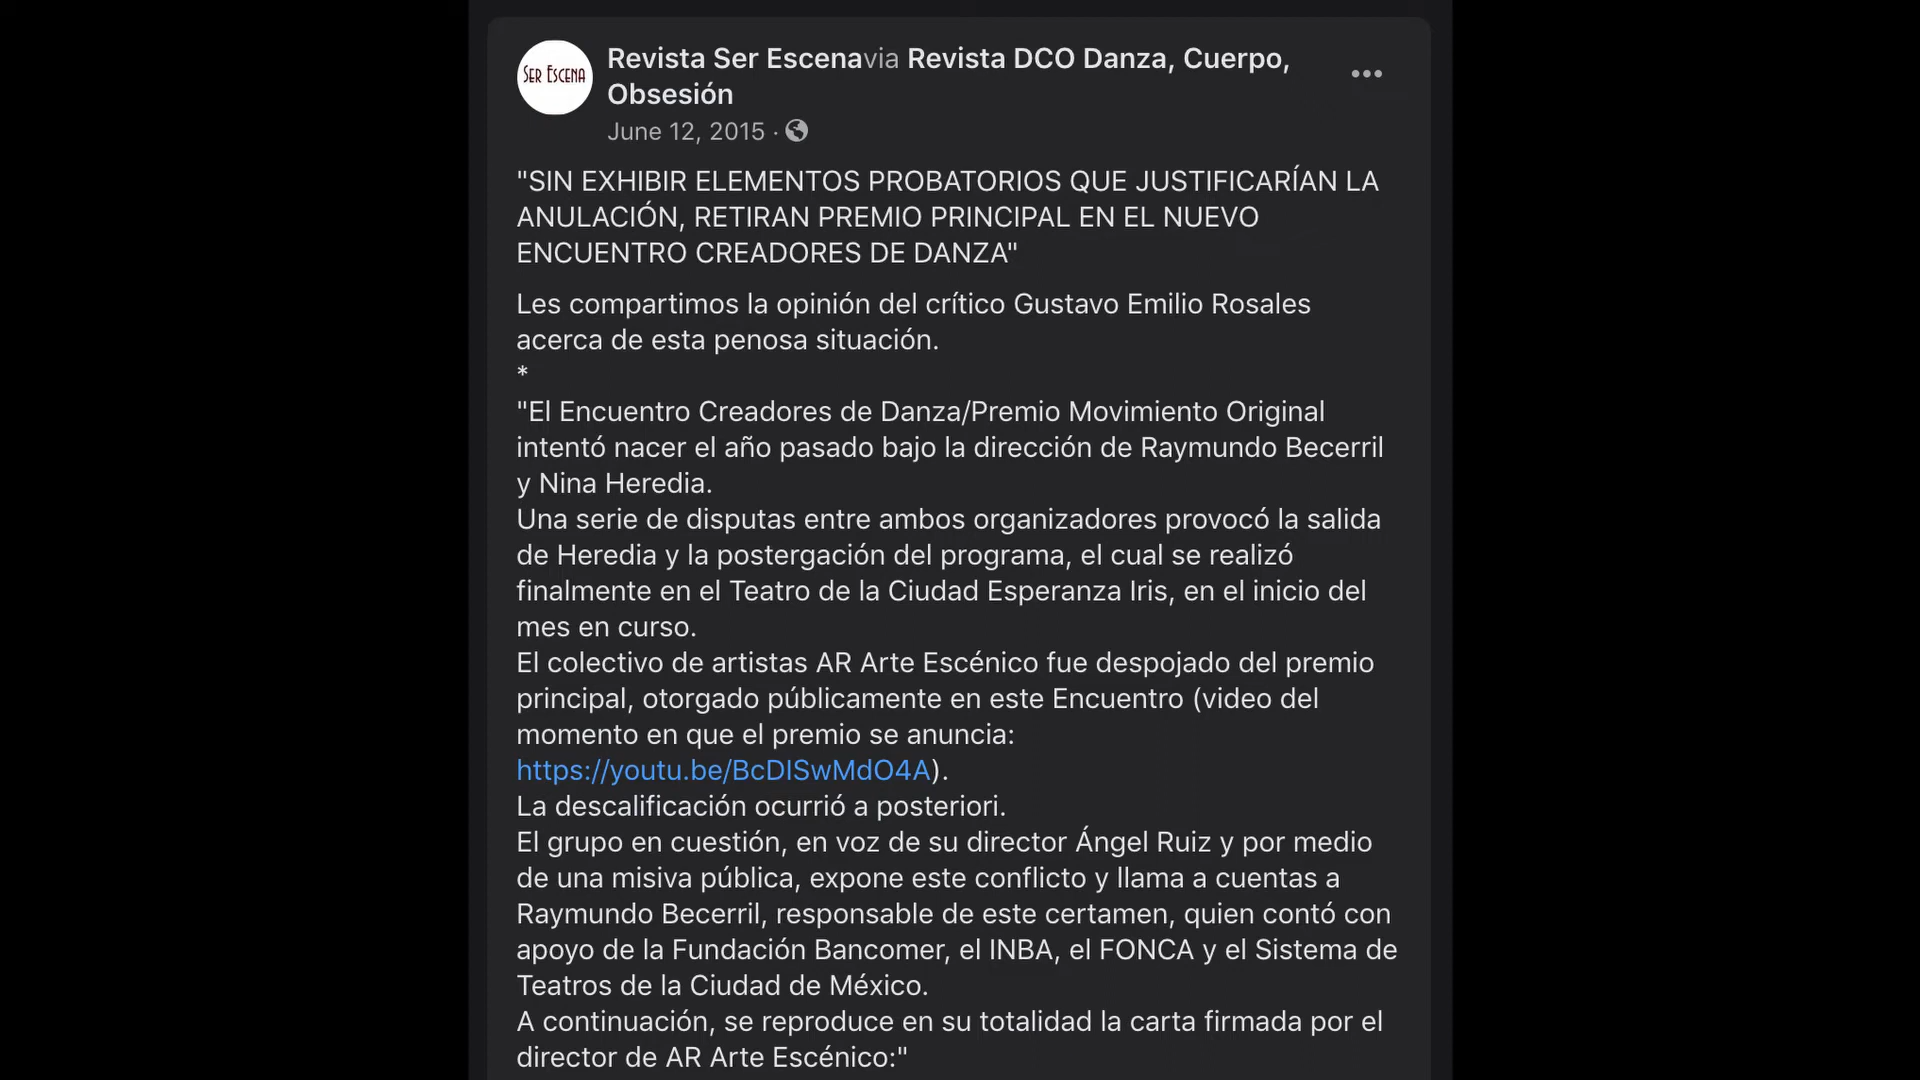 SER ESCENA
Revista Ser Escenavia Revista DCO Danza, Cuerpo,
Obsesión
June 12, 2015 ·
"SIN EXHIBIR ELEMENTOS PROBATORIOS QUE JUSTIFICARÍAN LA
ANULACIÓN, RETIRAN PREMIO PRINCIPAL EN EL NUEVO
ENCUENTRO CREADORES DE DANZA"
Les compartimos la opinión del crítico Gustavo Emilio Rosales
acerca de esta penosa situación.
*
"El Encuentro Creadores de Danza/Premio Movimiento Original
intentó nacer el año pasado bajo la dirección de Raymundo Becerril
y Nina Heredia.
Una serie de disputas entre ambos organizadores provocó la salida
de Heredia y la postergación del programa, el cual se realizó
finalmente en el Teatro de la Ciudad Esperanza Iris, en el inicio del
mes en curso.
El colectivo de artistas AR Arte Escénico fue despojado del premio
principal, otorgado públicamente en este Encuentro (video del
momento en que el premio se anuncia:
https://youtu.be/BcDISwMdO4A).
La descalificación ocurrió a posteriori.
El grupo en cuestión, en voz de su director Ángel Ruiz y por medio
de una misiva pública, expone este conflicto y llama a cuentas a
Raymundo Becerril, responsable de este certamen, quien contó con
apoyo de la Fundación Bancomer, el INBA, el FONCA y el Sistema de
Teatros de la Ciudad de México.
A continuación, se reproduce en su totalidad la carta firmada por el
director de AR Arte Escénico:"